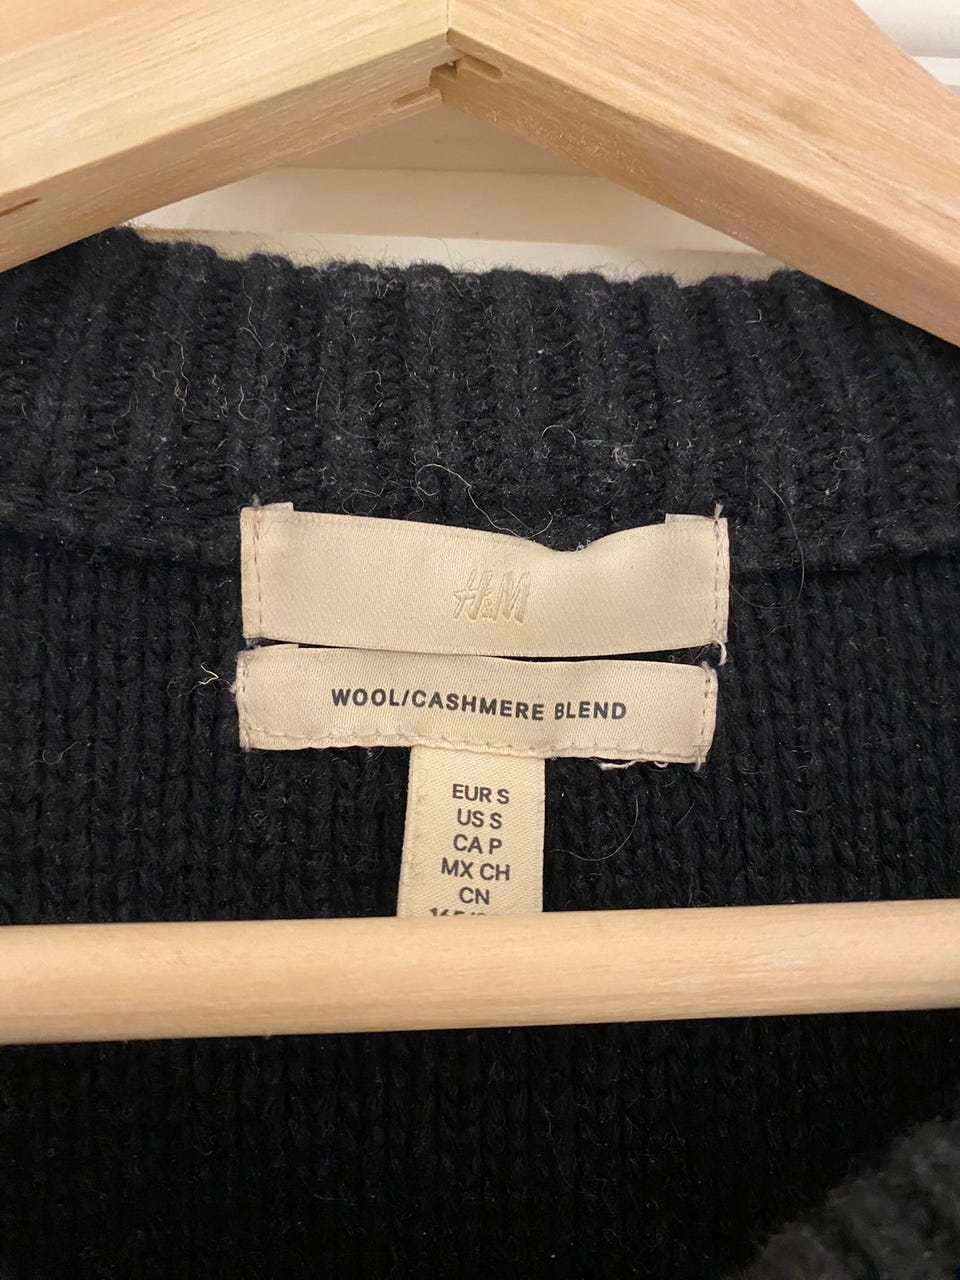 H&M
WOOL/CASHMERE BLEND
EUR S
US S
CA P
MX CH
CN